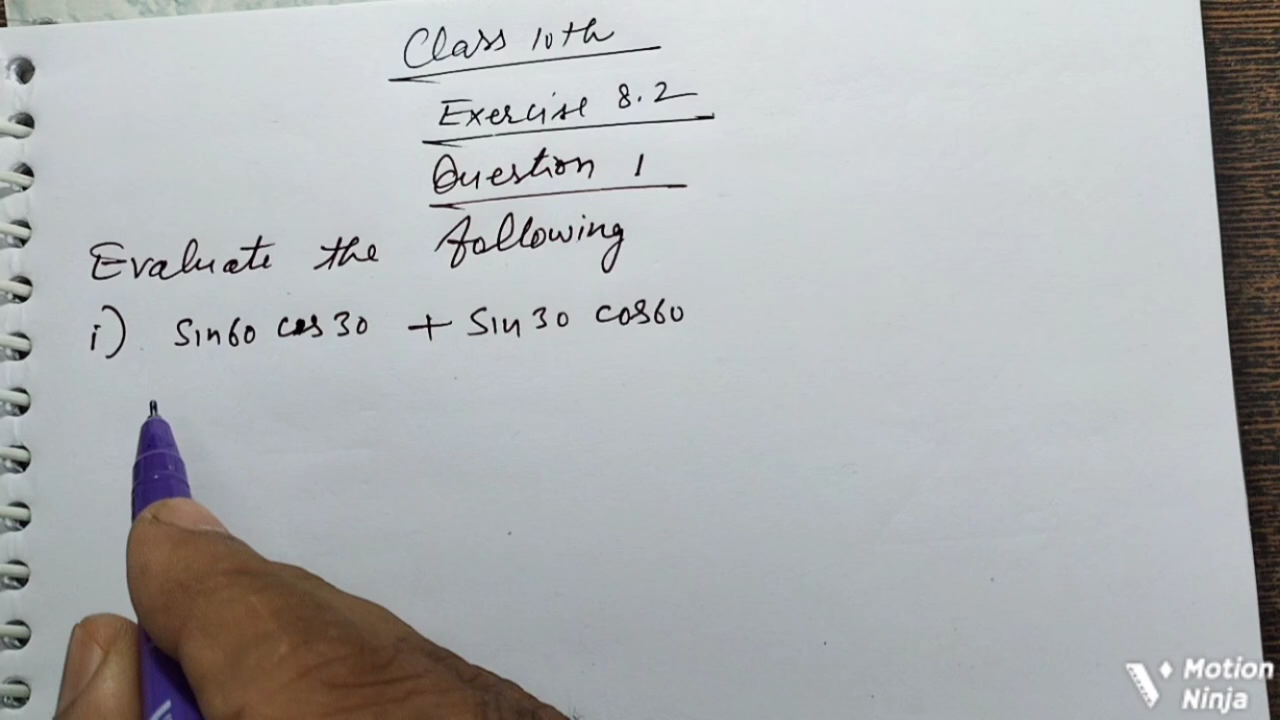 Class 10th
Exercise 8.2
Question 1
Evaluate the following
i) Sin60 cos30 + Sin30 cos60
Motion
Ninja